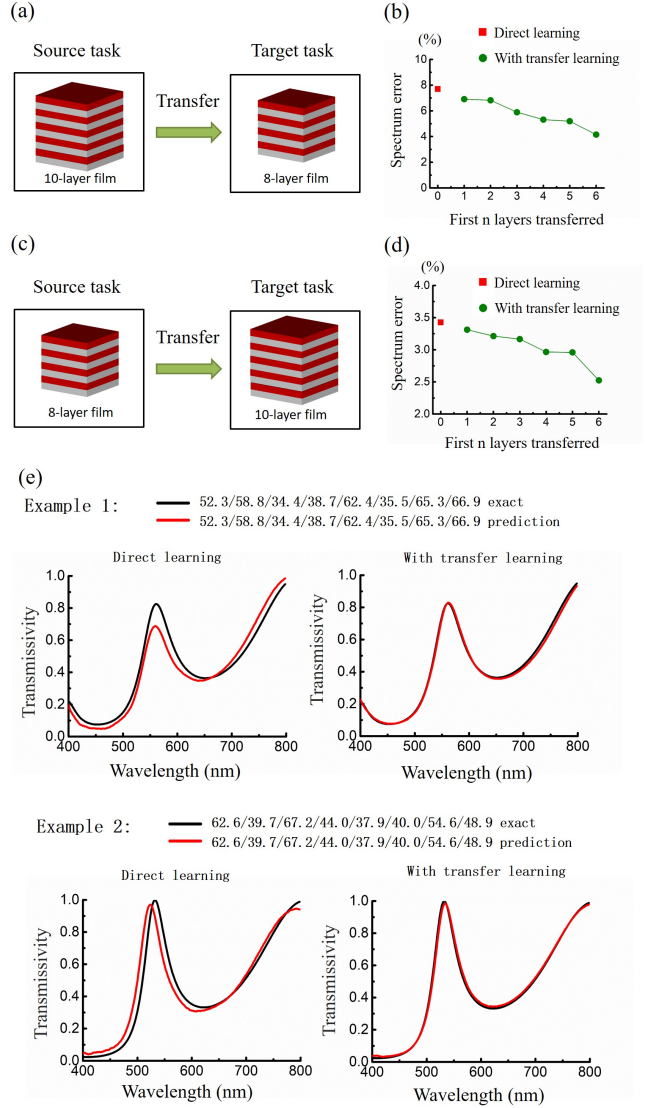 (a)
Source task
Target task
Transfer
10-layer film
8-layer film
(b)
(%)
Direct learning
With transfer learning
Spectrum error
10
8
6
4
2
0
0 1 2 3 4 5 6
First n layers transferred
(c)
Source task
Target task
Transfer
8-layer film
10-layer film
(d)
(%)
Direct learning
With transfer learning
Spectrum error
4.0
3.5
3.0
2.5
2.0
0 1 2 3 4 5 6
First n layers transferred
(e)
Example 1:
52.3/58.8/34.4/38.7/62.4/35.5/65.3/66.9 exact
52.3/58.8/34.4/38.7/62.4/35.5/65.3/66.9 prediction
Direct learning
Transmissivity
1.0
0.8
0.6
0.4
0.2
0.0
400 500 600 700 800
Wavelength (nm)
With transfer learning
Transmissivity
1.0
0.8
0.6
0.4
0.2
0.0
400 500 600 700 800
Wavelength (nm)
Example 2:
62.6/39.7/67.2/44.0/37.9/40.0/54.6/48.9 exact
62.6/39.7/67.2/44.0/37.9/40.0/54.6/48.9 prediction
Direct learning
Transmissivity
1.0
0.8
0.6
0.4
0.2
0.0
400 500 600 700 800
Wavelength (nm)
With transfer learning
Transmissivity
1.0
0.8
0.6
0.4
0.2
0.0
400 500 600 700 800
Wavelength (nm)